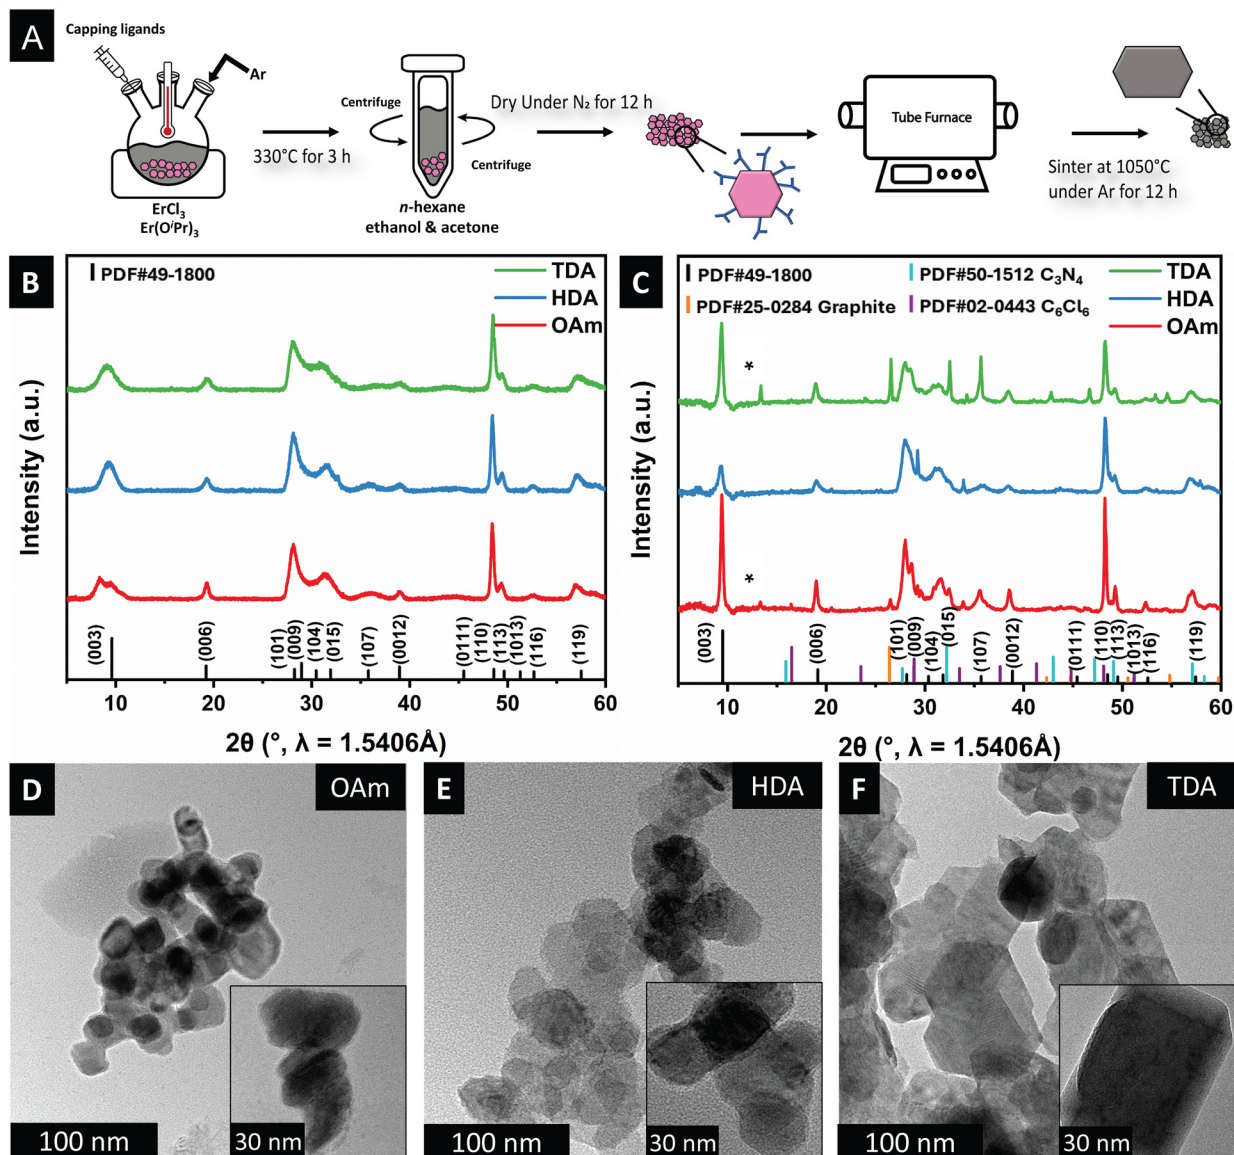 A
Capping ligands
Ar
330°C for 3 h
ErCl₃
Er(OⁱPr)₃
Centrifuge
Centrifuge
n-hexane
ethanol & acetone
Dry Under N₂ for 12 h
Tube Furnace
Sinter at 1050°C
under Ar for 12 h
B
PDF#49-1800
TDA
HDA
OAm
Intensity (a.u.)
(003)
(006)
(101)
(009)
(104)
(015)
(107)
(0012)
(0111)
(110)
(113)
(1013)
(116)
(119)
10
20
30
40
50
60
2θ (°, λ = 1.5406Å)
C
PDF#49-1800
PDF#50-1512 C₃N₄
PDF#25-0284 Graphite
PDF#02-0443 C₆Cl₆
TDA
HDA
OAm
Intensity (a.u.)
*
*
(003)
(006)
(101)
(009)
(104)
(015)
(107)
(0012)
(0111)
(110)
(113)
(1013)
(116)
(119)
10
20
30
40
50
60
2θ (°, λ = 1.5406Å)
D
OAm
100 nm
30 nm
E
HDA
100 nm
30 nm
F
TDA
100 nm
30 nm